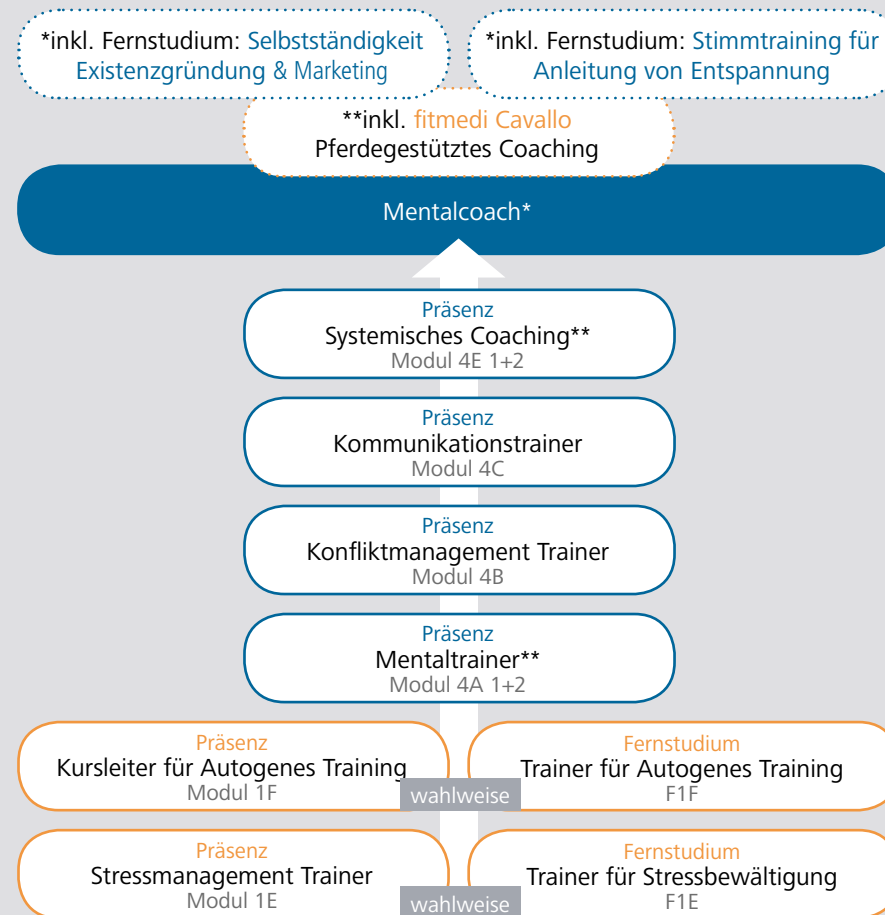 *inkl. Fernstudium: Selbstständigkeit
Existenzgründung & Marketing
*inkl. Fernstudium: Stimmtraining für
Anleitung von Entspannung
**inkl. fitmedi Cavallo
Pferdegestütztes Coaching
Mentalcoach*
Präsenz
Systemisches Coaching**
Modul 4E 1+2
Präsenz
Kommunikationstrainer
Modul 4C
Präsenz
Konfliktmanagement Trainer
Modul 4B
Präsenz
Mentaltrainer**
Modul 4A 1+2
Präsenz
Kursleiter für Autogenes Training
Modul 1F
wahlweise
Fernstudium
Trainer für Autogenes Training
F1F
Präsenz
Stressmanagement Trainer
Modul 1E
wahlweise
Fernstudium
Trainer für Stressbewältigung
F1E